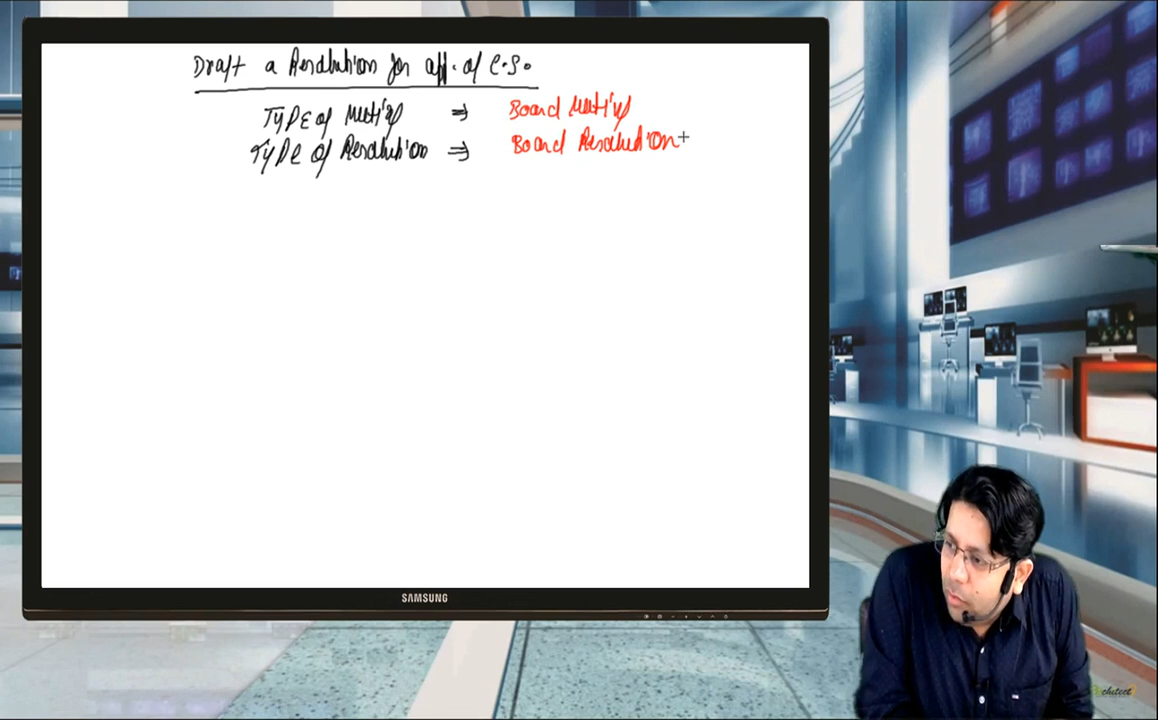 Draft a Resolution for app. of C.S.
TYPE of Meeting ⇒ Board Meeting
TYPE of Resolution ⇒ Board Resolution
SAMSUNG